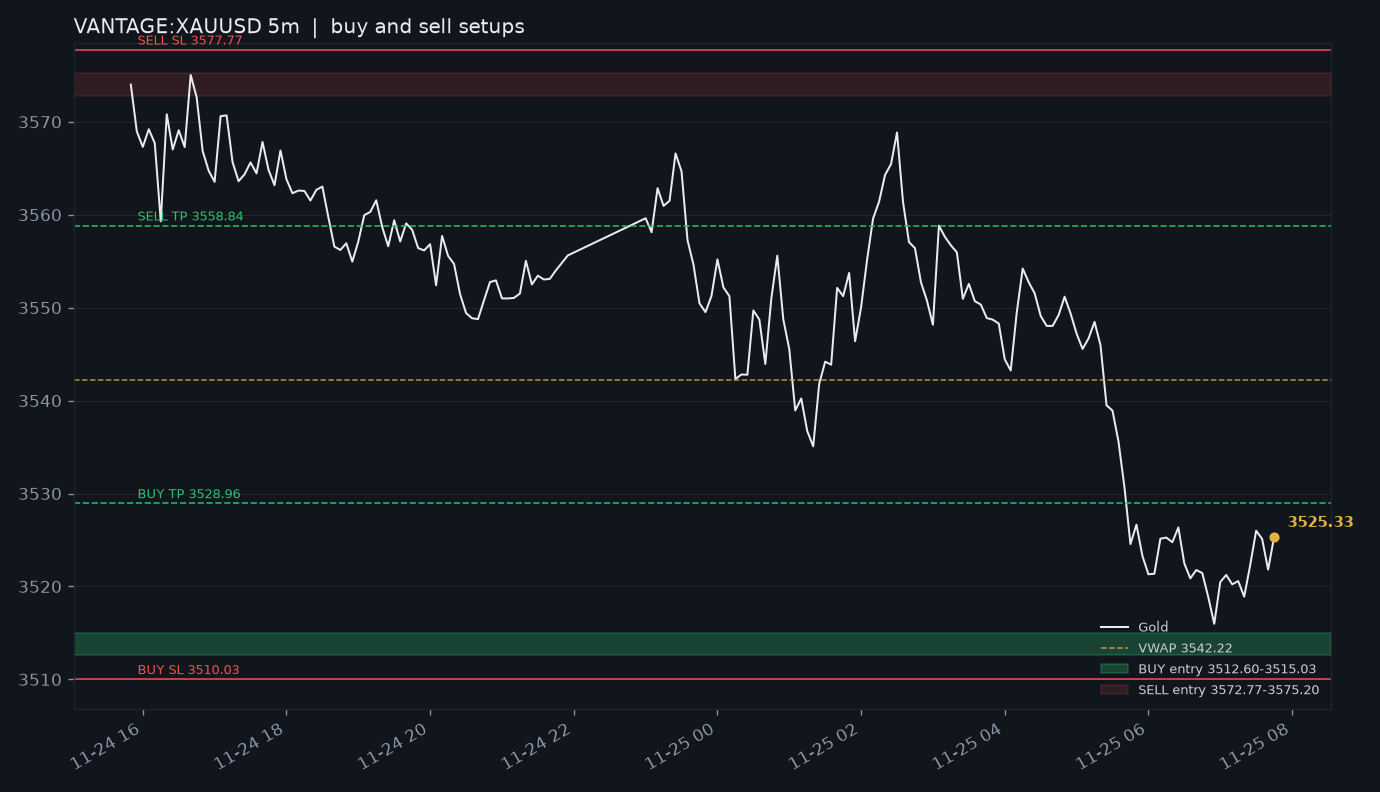 VANTAGE:XAUUSD 5m | buy and sell setups
SELL SL 3577.77
3570
3560
SELL TP 3558.84
3550
3540
3530
BUY TP 3528.96
3525.33
3520
Gold
VWAP 3542.22
BUY entry 3512.60-3515.03
SELL entry 3572.77-3575.20
BUY SL 3510.03
3510
11-24 16
11-24 18
11-24 20
11-24 22
11-25 00
11-25 02
11-25 04
11-25 06
11-25 08